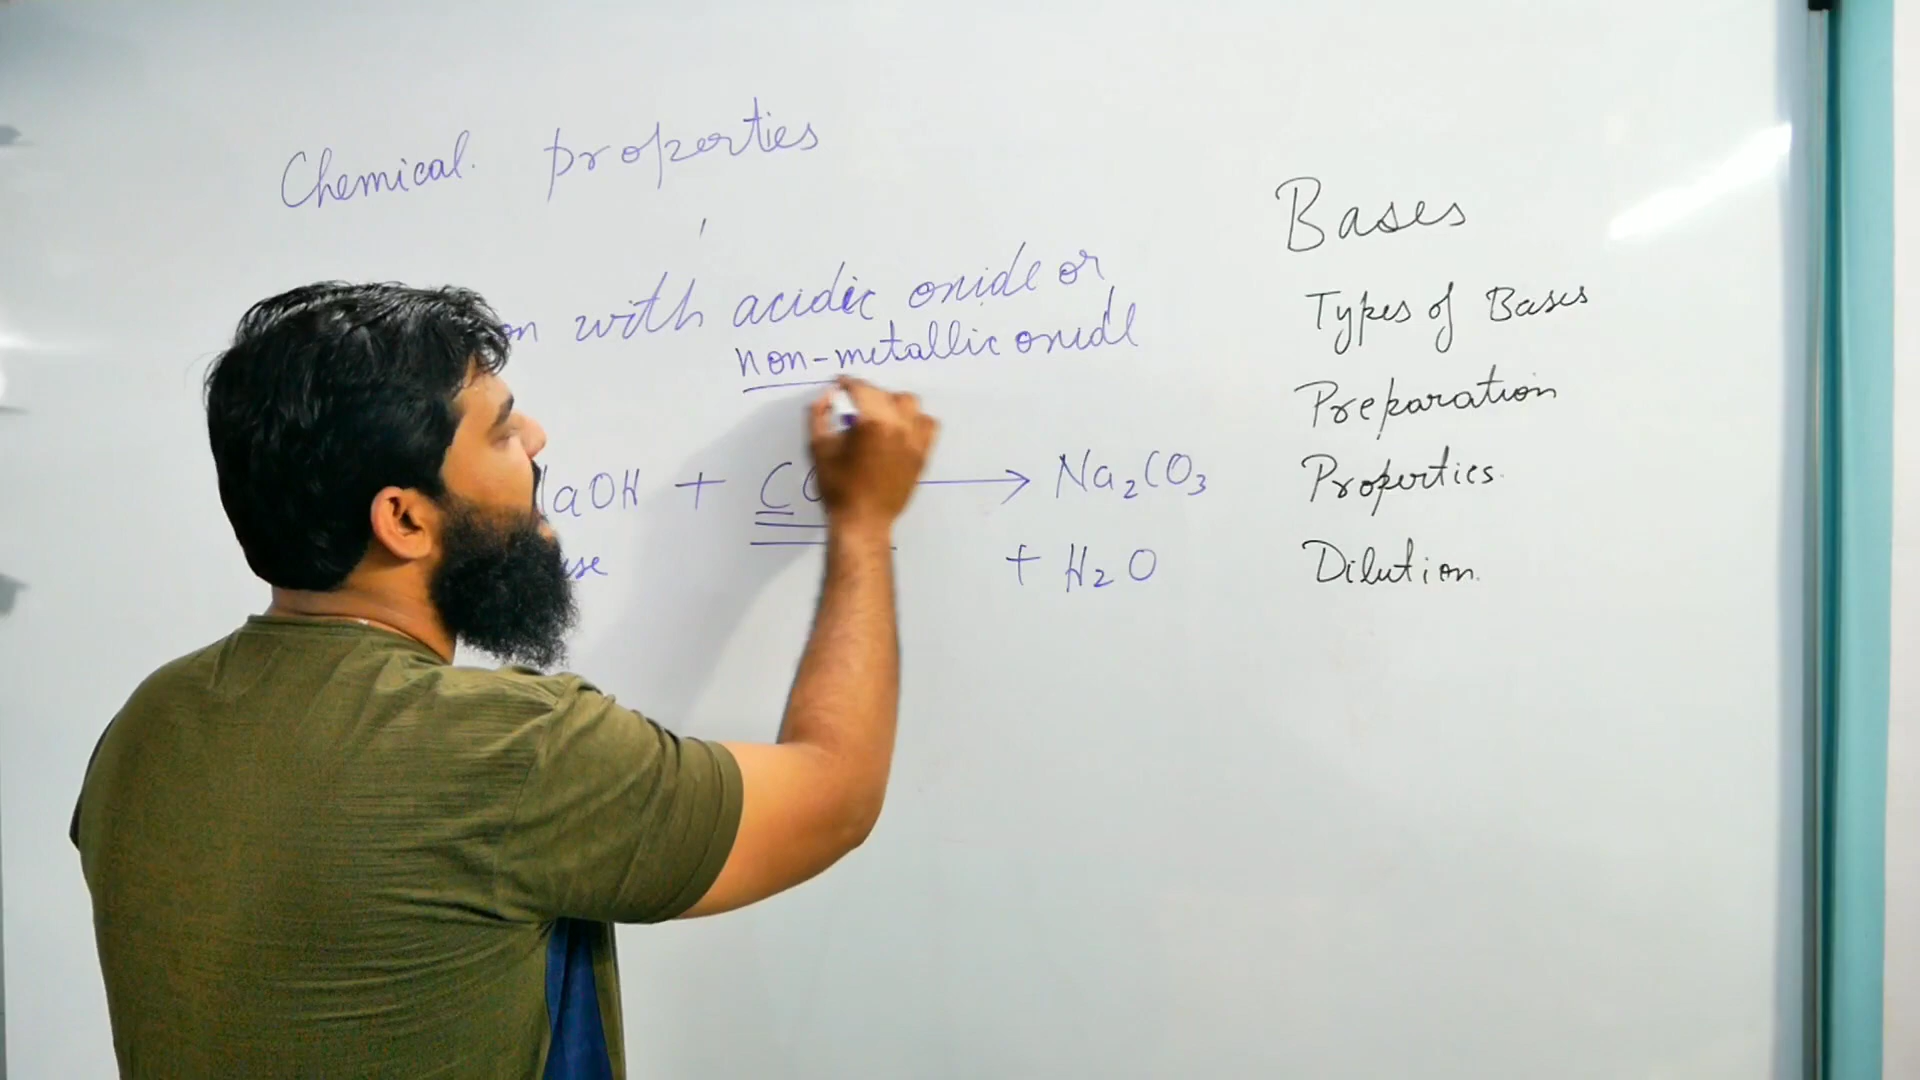 Chemical. properties
on with acidic oxide or
non-metallic oxide
aOH + CO → Na₂CO₃
se + H₂O
Bases
Types of Bases
Preparation
Properties.
Dilution.